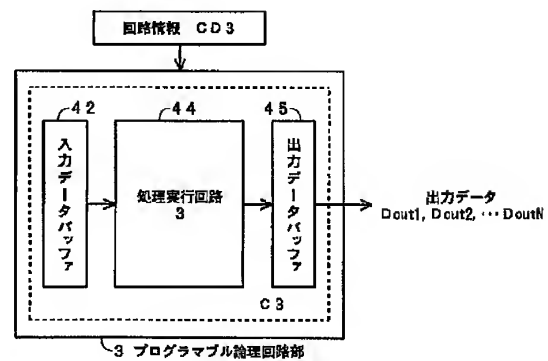 回路情報 CD3
42
44
45
入力データバッファ
処理実行回路
3
出力データバッファ
C3
出力データ
Dout1, Dout2, … DoutN
3 プログラマブル論理回路部